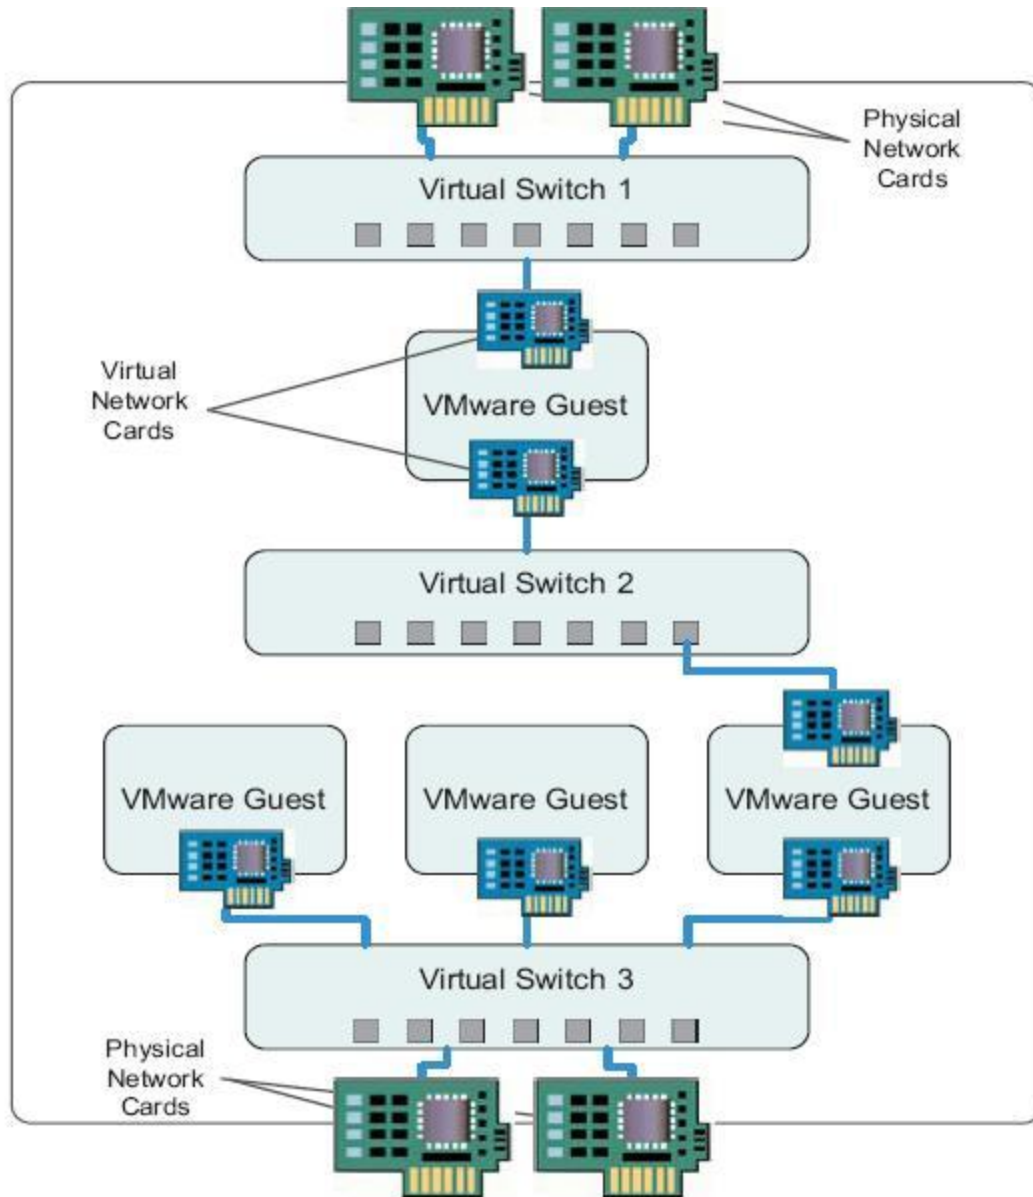 Physical
Network
Cards
Virtual Switch 1
Virtual
Network
Cards
VMware Guest
Virtual Switch 2
VMware Guest
VMware Guest
VMware Guest
Virtual Switch 3
Physical
Network
Cards